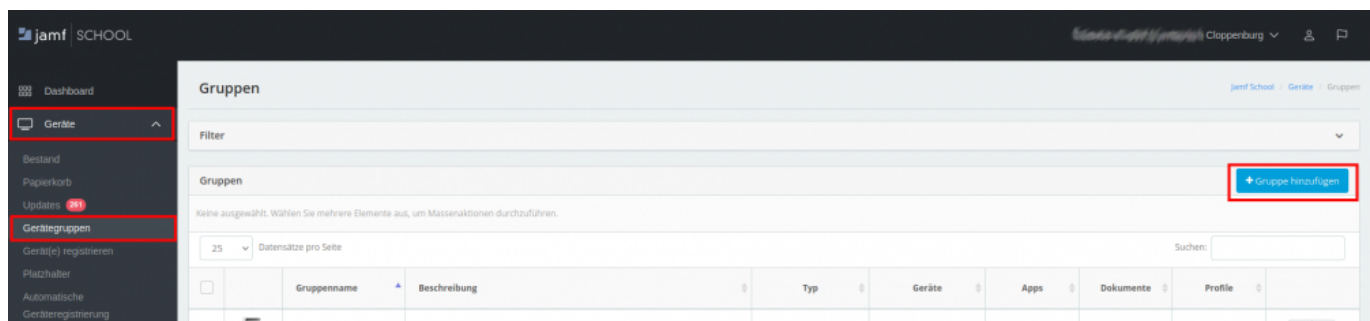 jamf SCHOOL
Cloppenburg
Dashboard
Geräte
Bestand
Papierkorb
Updates 261
Gerätegruppen
Gerät(e) registrieren
Platzhalter
Automatische
Geräteregistrierung
Gruppen
Jamf School / Geräte / Gruppen
Filter
Gruppen
+ Gruppe hinzufügen
Keine ausgewählt. Wählen Sie mehrere Elemente aus, um Massenaktionen durchzuführen.
25 Datensätze pro Seite
Suchen:
Gruppenname Beschreibung Typ Geräte Apps Dokumente Profile